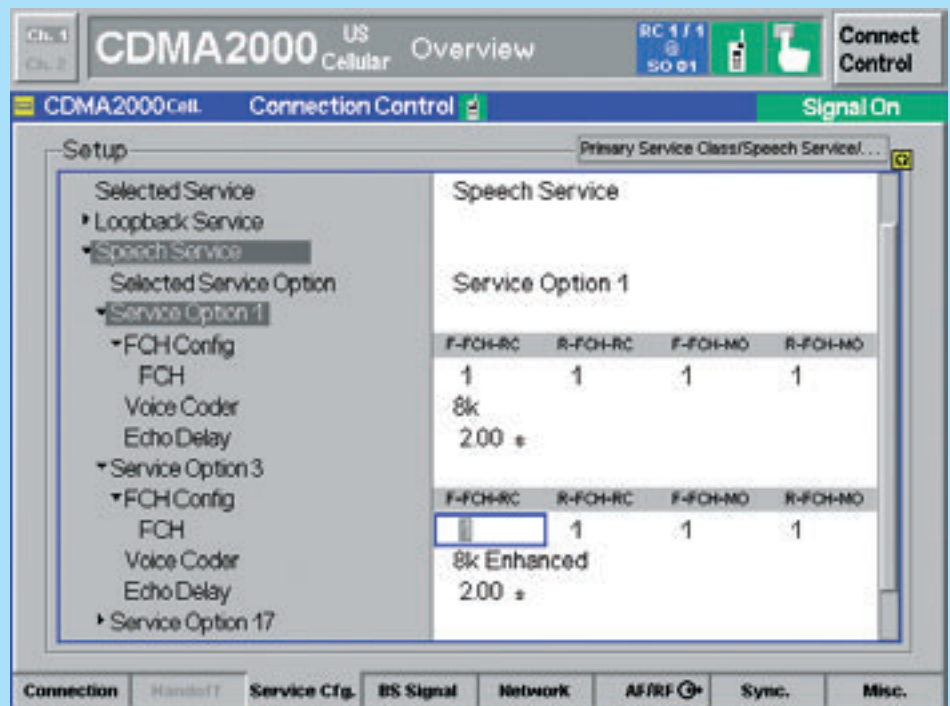 Ch. 1
Ch. 2
CDMA2000 US Cellular Overview
RC 1 / 1
@
SO 01
Connect
Control
CDMA2000 Cell. Connection Control
Signal On
Setup
Primary Service Class/Speech Service/...
Selected Service Speech Service
Loopback Service
Speech Service
Selected Service Option Service Option 1
Service Option 1
FCH Config F-FCH-RC R-FCH-RC F-FCH-MO R-FCH-MO
FCH 1 1 1 1
Voice Coder 8k
Echo Delay 2.00 s
Service Option 3
FCH Config F-FCH-RC R-FCH-RC F-FCH-MO R-FCH-MO
FCH 1 1 1 1
Voice Coder 8k Enhanced
Echo Delay 2.00 s
Service Option 17
Connection Handoff Service Cfg. BS Signal Network AF/RF Sync. Misc.